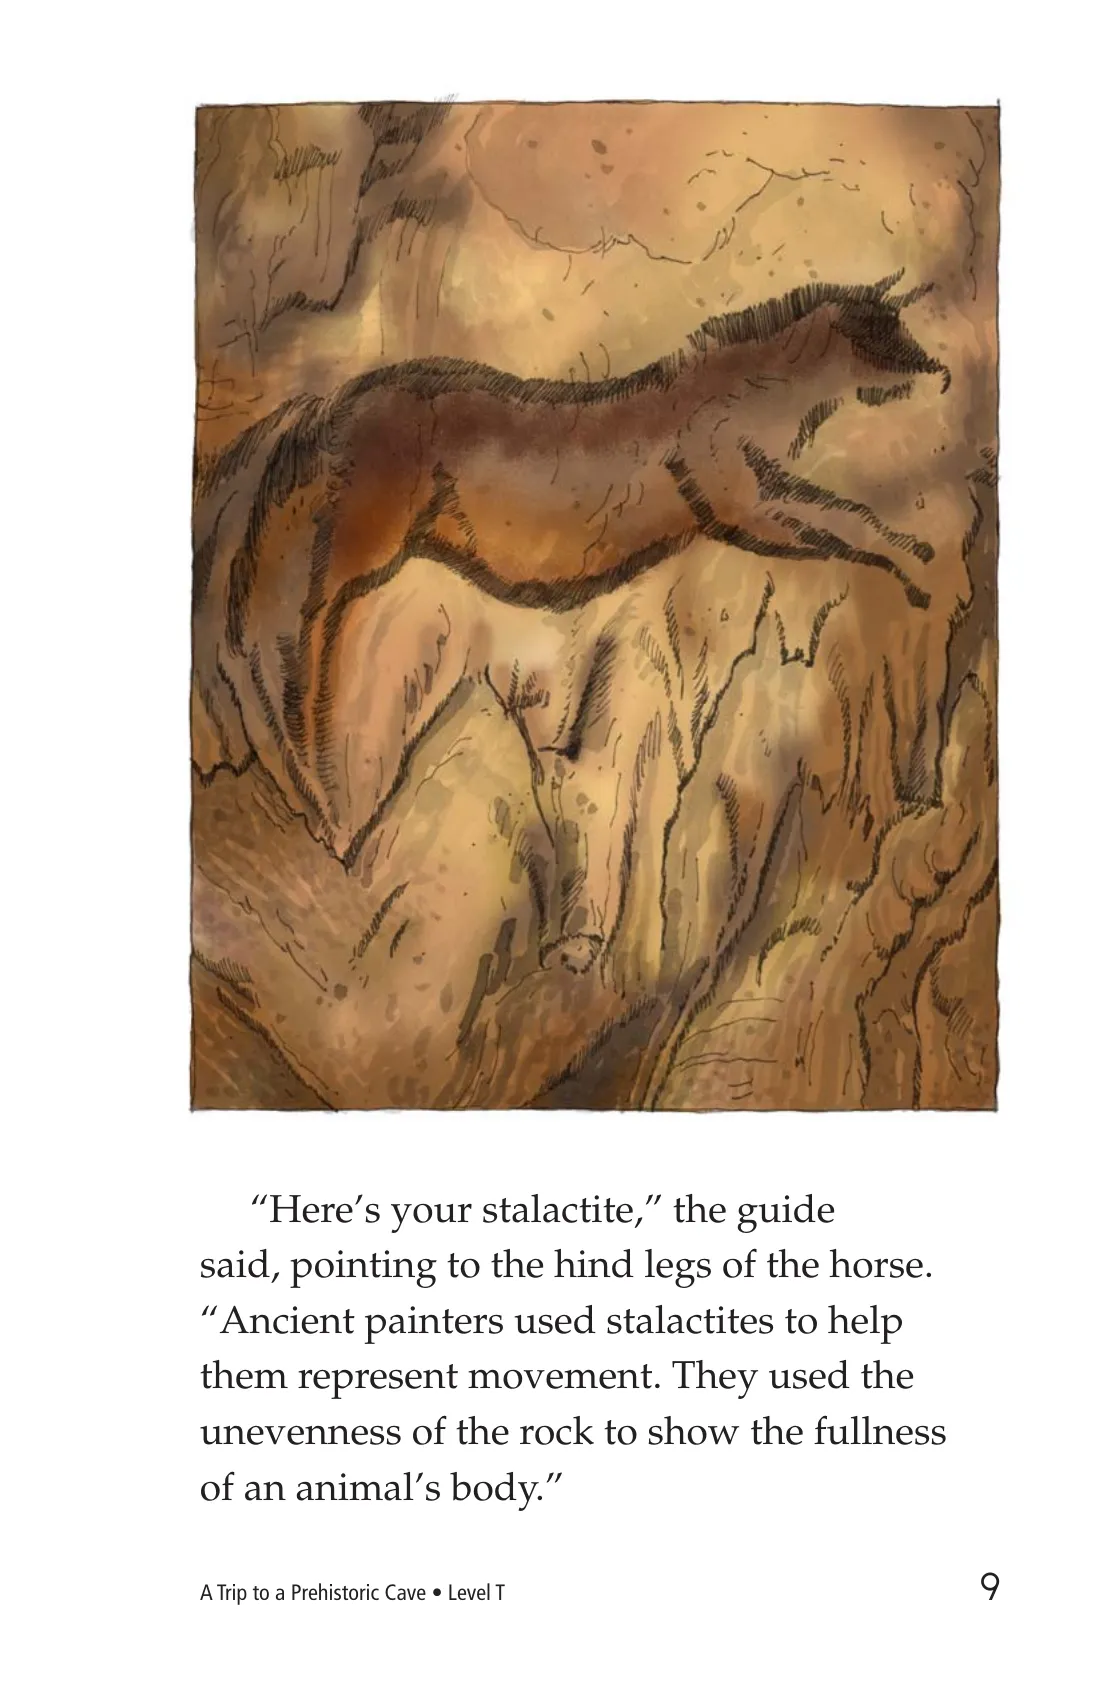 “Here’s your stalactite,” the guide
said, pointing to the hind legs of the horse.
“Ancient painters used stalactites to help
them represent movement. They used the
unevenness of the rock to show the fullness
of an animal’s body.”
A Trip to a Prehistoric Cave • Level T
9